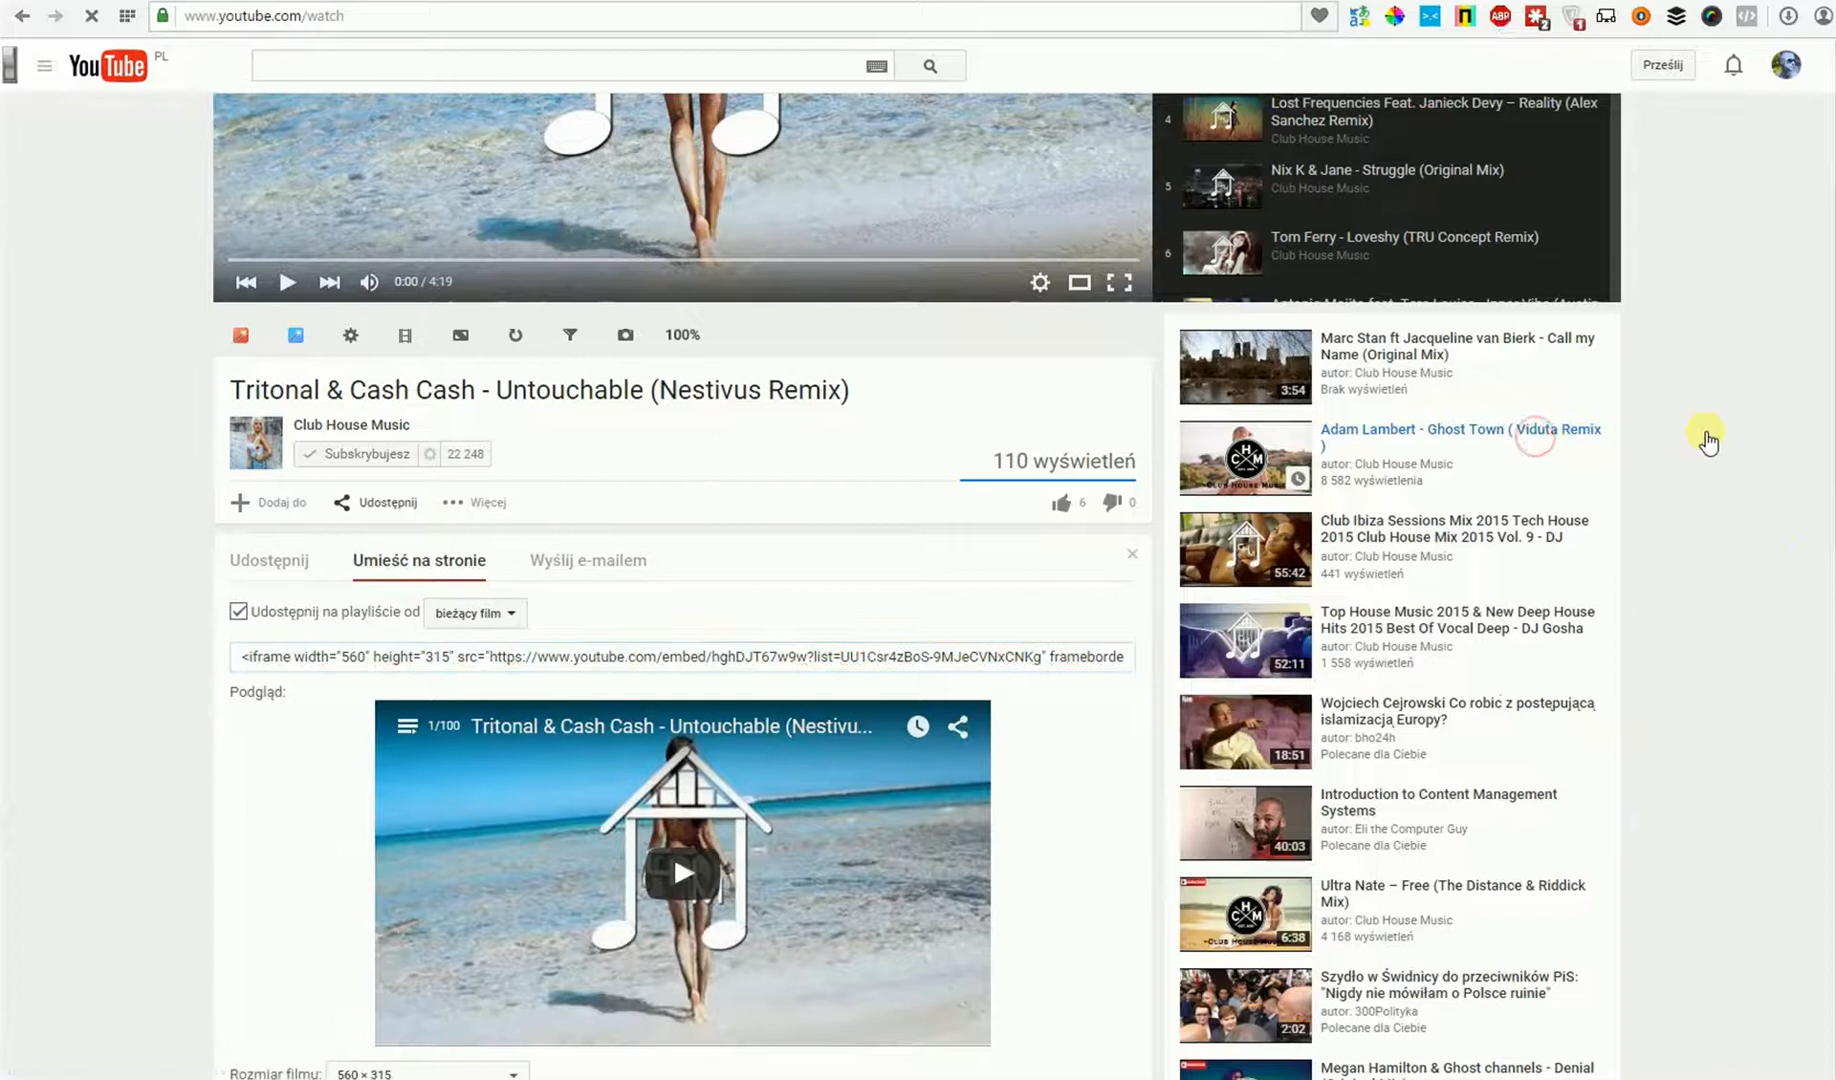 www.youtube.com/watch
ABP
2
1
YouTube PL
Prześlij
4
Lost Frequencies Feat. Janieck Devy – Reality (Alex
Sanchez Remix)
Club House Music
5
Nix K & Jane - Struggle (Original Mix)
Club House Music
6
Tom Ferry - Loveshy (TRU Concept Remix)
Club House Music
0:00 / 4:19
100%
Tritonal & Cash Cash - Untouchable (Nestivus Remix)
Club House Music
Subskrybujesz 22 248
110 wyświetleń
Dodaj do Udostępnij Więcej
6 0
Udostępnij Umieść na stronie Wyślij e-mailem
Udostępnij na playliście od bieżący film
<iframe width="560" height="315" src="https://www.youtube.com/embed/hghDJT67w9w?list=UU1Csr4zBoS-9MJeCVNxCNKg" frameborde
Podgląd:
1/100 Tritonal & Cash Cash - Untouchable (Nestivu...
Rozmiar filmu: 560 × 315
Marc Stan ft Jacqueline van Bierk - Call my
Name (Original Mix)
autor: Club House Music
Brak wyświetleń
3:54
Adam Lambert - Ghost Town ( Viduta Remix
)
autor: Club House Music
8 582 wyświetlenia
CHM
Club Ibiza Sessions Mix 2015 Tech House
2015 Club House Mix 2015 Vol. 9 - DJ
autor: Club House Music
441 wyświetleń
55:42
Top House Music 2015 & New Deep House
Hits 2015 Best Of Vocal Deep - DJ Gosha
autor: Club House Music
1 558 wyświetleń
52:11
Wojciech Cejrowski Co robić z postępującą
islamizacją Europy?
autor: bho24h
Polecane dla Ciebie
18:51
Introduction to Content Management
Systems
autor: Eli the Computer Guy
Polecane dla Ciebie
40:03
Ultra Nate – Free (The Distance & Riddick
Mix)
autor: Club House Music
4 168 wyświetleń
CHM
6:38
Szydło w Świdnicy do przeciwników PiS:
"Nigdy nie mówiłam o Polsce ruinie"
autor: 300Polityka
Polecane dla Ciebie
2:02
Megan Hamilton & Ghost channels - Denial